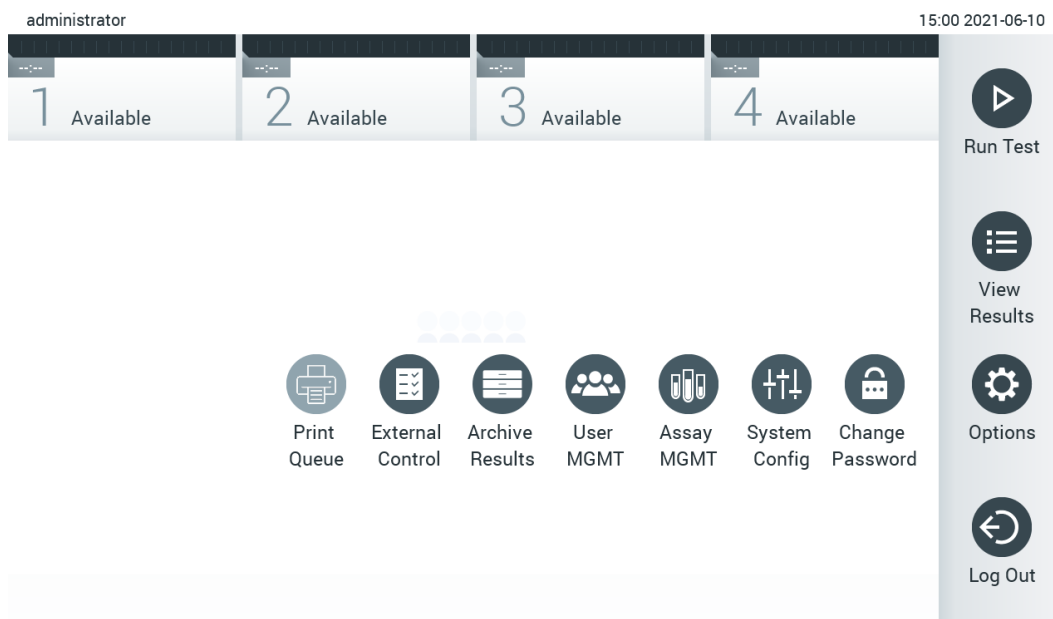 administrator 15:00 2021-06-10
--:-- --:-- --:-- --:--
1 Available 2 Available 3 Available 4 Available
Run Test
View
Results
Print External Archive User Assay System Change
Queue Control Results MGMT MGMT Config Password
Options
Log Out